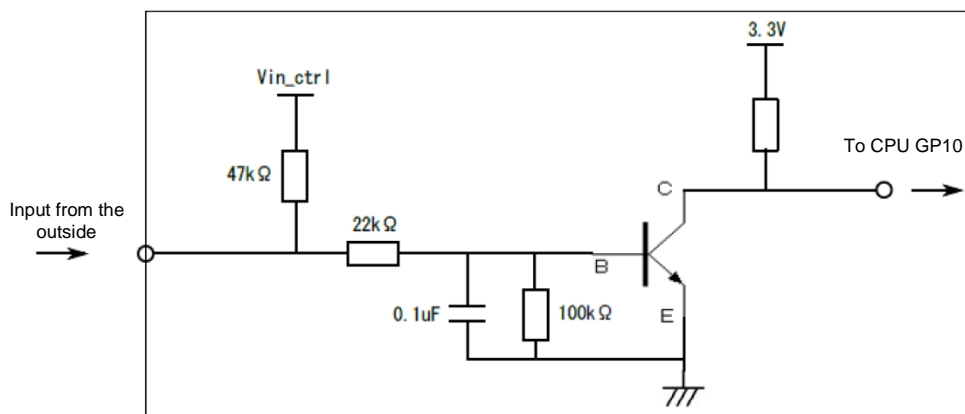 3.3V
Vin_ctrl
To CPU GP10
47kΩ
C
Input from the
outside
22kΩ
B
0.1uF
100kΩ
E